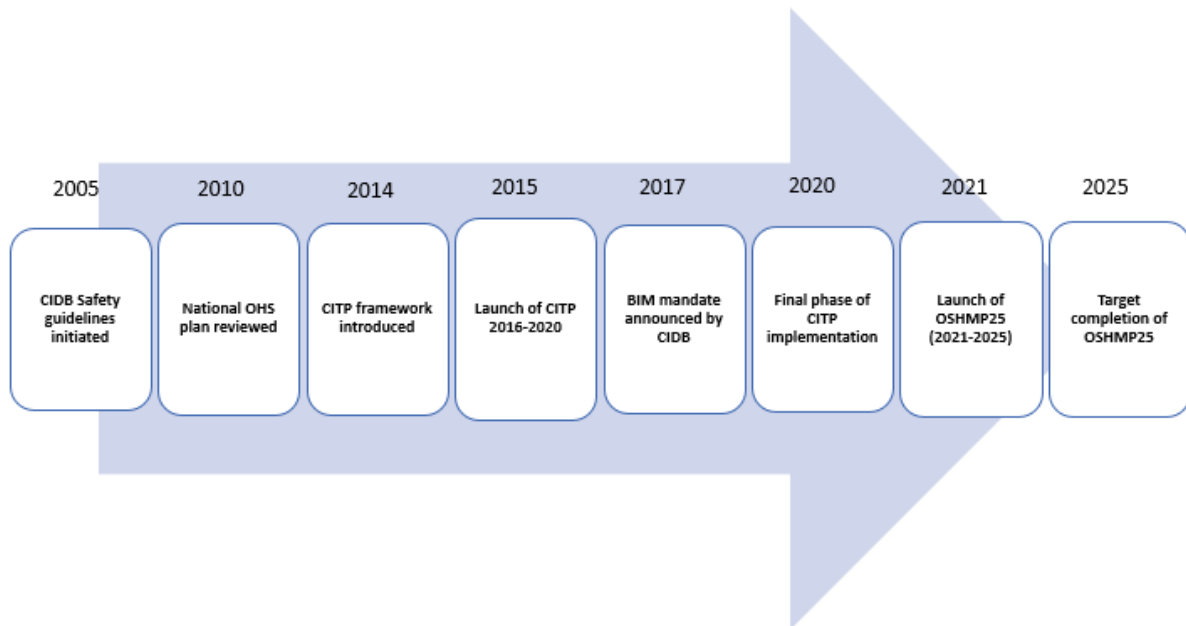 2005
2010
2014
2015
2017
2020
2021
2025
CIDB Safety
guidelines
initiated
National OHS
plan reviewed
CITP framework
introduced
Launch of CITP
2016-2020
BIM mandate
announced by
CIDB
Final phase of
CITP
implementation
Launch of
OSHMP25
(2021-2025)
Target
completion of
OSHMP25